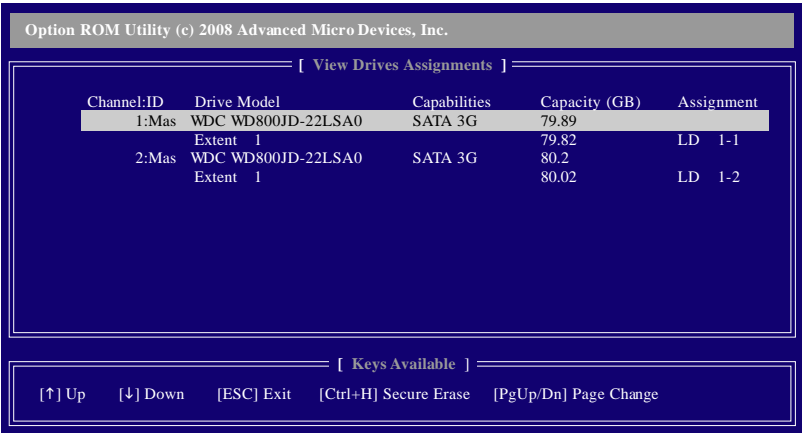 Option ROM Utility (c) 2008 Advanced Micro Devices, Inc.
[ View Drives Assignments ]
Channel:ID Drive Model Capabilities Capacity (GB) Assignment
1:Mas WDC WD800JD-22LSA0 SATA 3G 79.89
Extent 1 79.82 LD 1-1
2:Mas WDC WD800JD-22LSA0 SATA 3G 80.2
Extent 1 80.02 LD 1-2
[ Keys Available ]
[↑] Up [↓] Down [ESC] Exit [Ctrl+H] Secure Erase [PgUp/Dn] Page Change